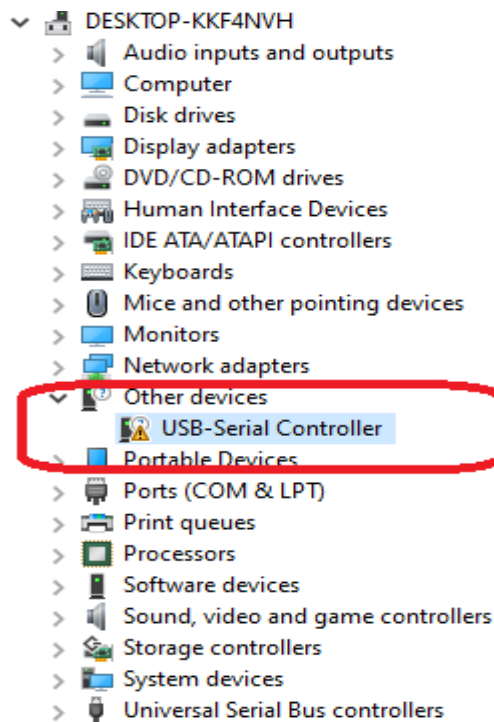 DESKTOP-KKF4NVH
Audio inputs and outputs
Computer
Disk drives
Display adapters
DVD/CD-ROM drives
Human Interface Devices
IDE ATA/ATAPI controllers
Keyboards
Mice and other pointing devices
Monitors
Network adapters
Other devices
USB-Serial Controller
Portable Devices
Ports (COM & LPT)
Print queues
Processors
Software devices
Sound, video and game controllers
Storage controllers
System devices
Universal Serial Bus controllers